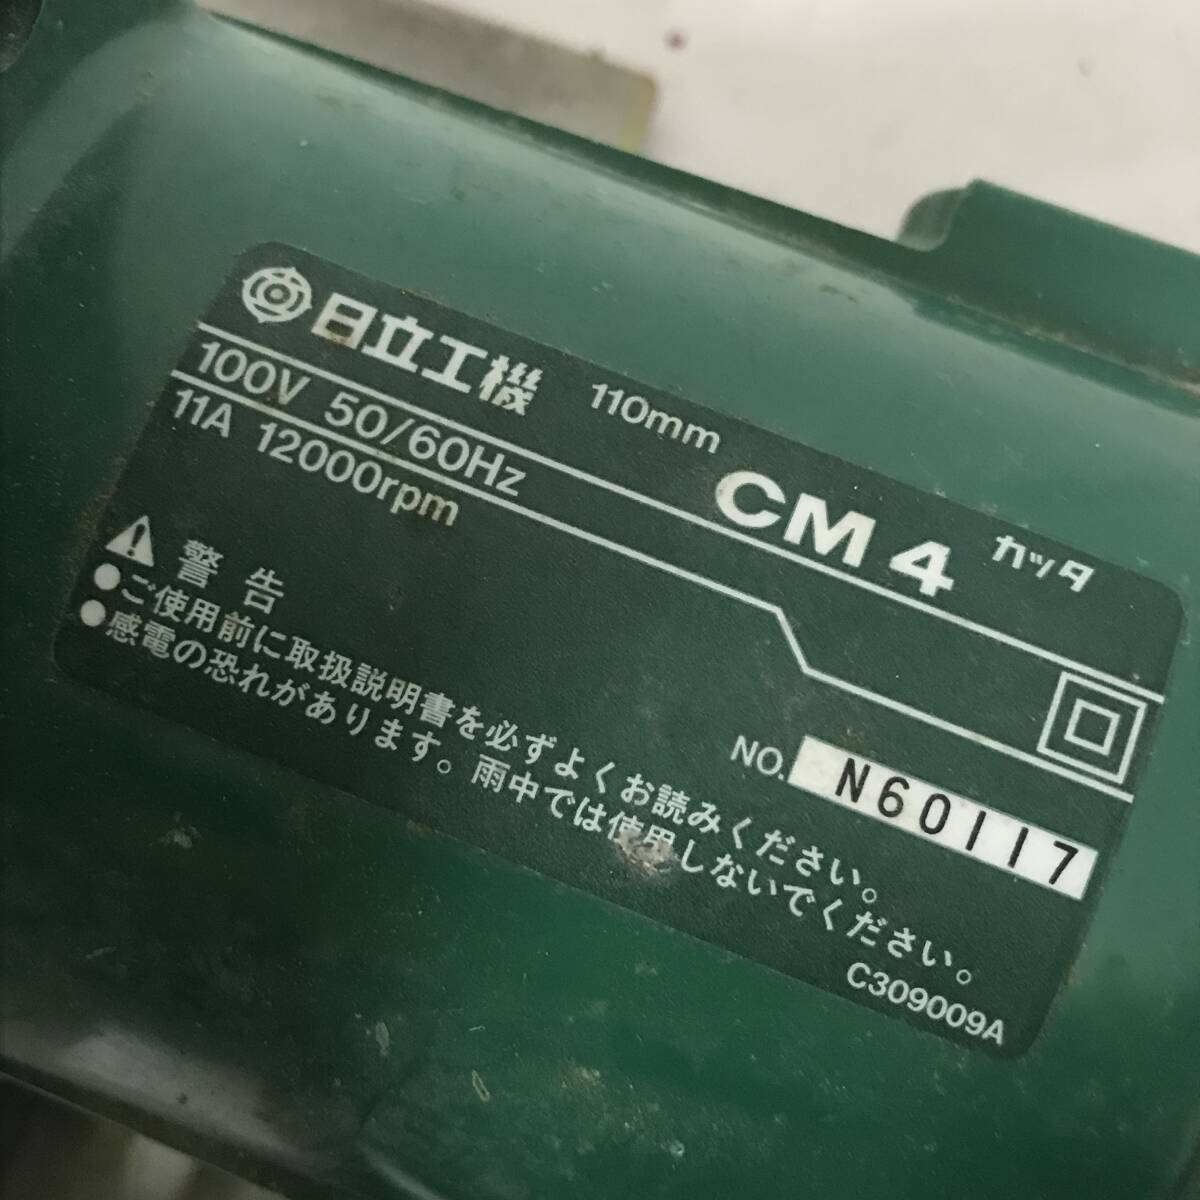 日立工機 110mm CM4 カッタ
100V 50/60Hz
11A 12000rpm
警告
●ご使用前に取扱説明書を必ずよくお読みください。
●感電の恐れがあります。雨中では使用しないでください。
NO. N60117
C309009A